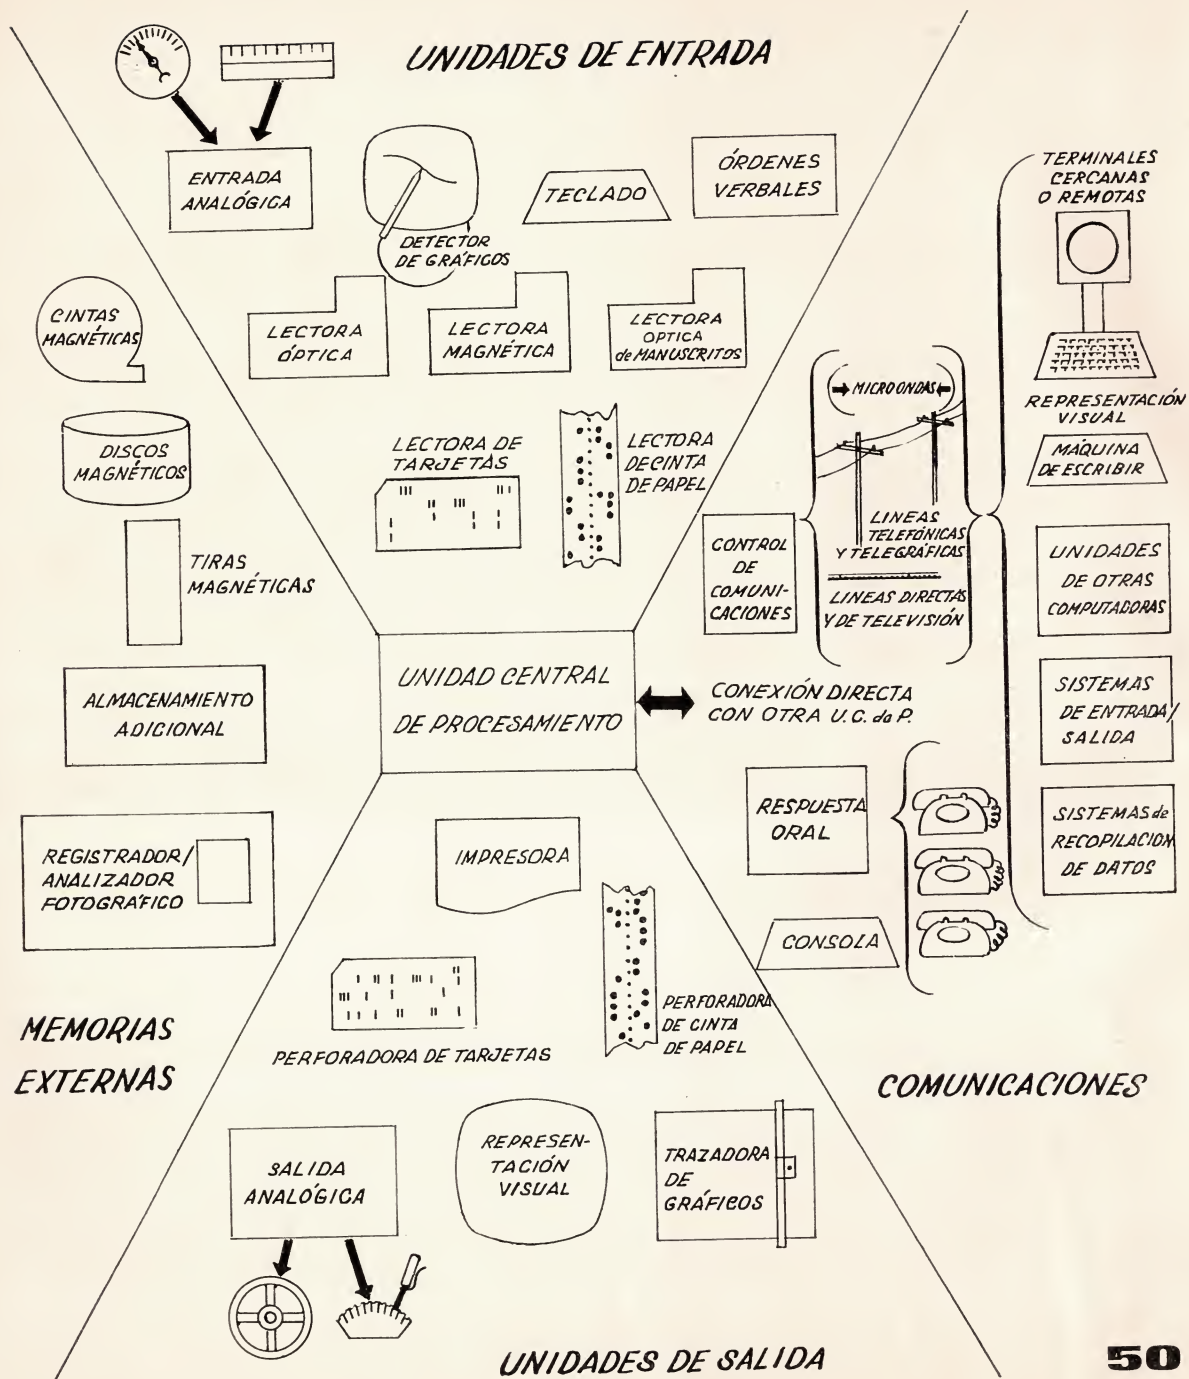 UNIDADES DE ENTRADA
ENTRADA
ANALÓGICA
DETECTOR
DE GRÁFICOS
TECLADO
ÓRDENES
VERBALES
LECTORA
ÓPTICA
LECTORA
MAGNÉTICA
LECTORA
OPTICA
de MANUSCRITOS
LECTORA DE
TARJETAS
LECTORA
DE CINTA
DE PAPEL
CINTAS
MAGNÉTICAS
DISCOS
MAGNÉTICOS
TIRAS
MAGNÉTICAS
ALMACENAMIENTO
ADICIONAL
REGISTRADOR/
ANALIZADOR
FOTOGRÁFICO
MEMORIAS
EXTERNAS
UNIDAD CENTRAL
DE PROCESAMIENTO
CONEXIÓN DIRECTA
CON OTRA U.C. de P.
CONTROL
DE
COMUNI-
CACIONES
MICROONDAS
LINEAS
TELEFÓNICAS
Y TELEGRÁFICAS
LINEAS DIRECTAS
Y DE TELEVISIÓN
TERMINALES
CERCANAS
O REMOTAS
REPRESENTACIÓN
VISUAL
MÁQUINA
DE ESCRIBIR
UNIDADES
DE OTRAS
COMPUTADORAS
SISTEMAS
DE ENTRADA/
SALIDA
SISTEMAS de
RECOPILACION
DE DATOS
RESPUESTA
ORAL
CONSOLA
COMUNICACIONES
IMPRESORA
PERFORADORA DE TARJETAS
PERFORADORA
DE CINTA
DE PAPEL
SALIDA
ANALÓGICA
REPRESEN-
TACIÓN
VISUAL
TRAZADORA
DE
GRÁFICOS
UNIDADES DE SALIDA
50